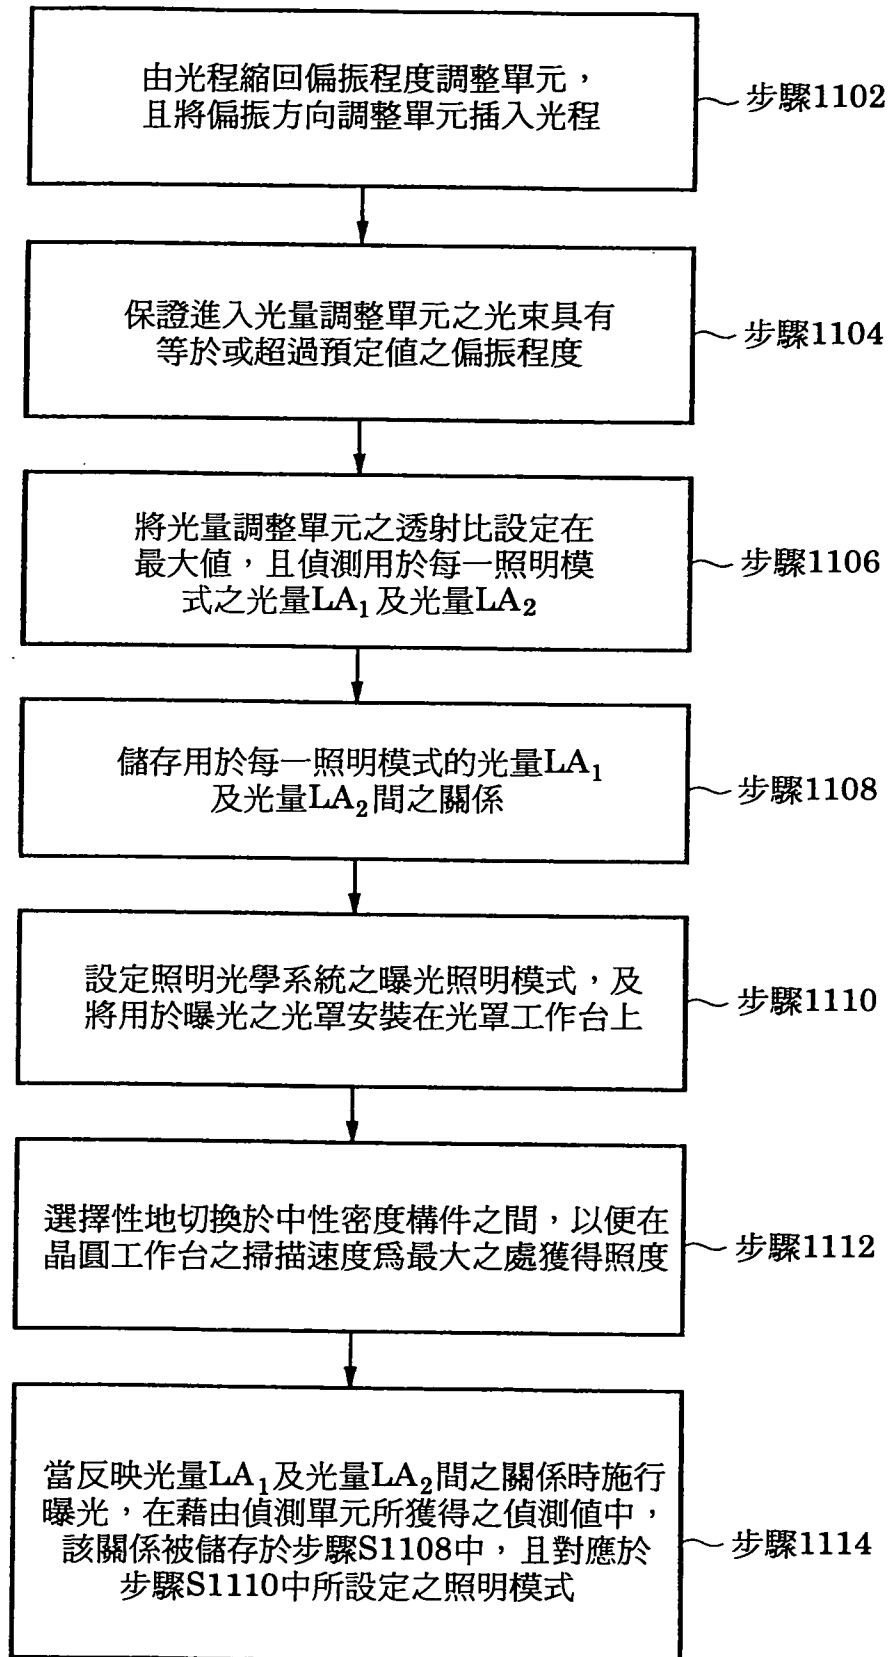 由光程縮回偏振程度調整單元，
且將偏振方向調整單元插入光程
步驟1102
保證進入光量調整單元之光束具有
等於或超過預定值之偏振程度
步驟1104
將光量調整單元之透射比設定在
最大值，且偵測用於每一照明模
式之光量LA₁及光量LA₂
步驟1106
儲存用於每一照明模式的光量LA₁
及光量LA₂間之關係
步驟1108
設定照明光學系統之曝光照明模式，及
將用於曝光之光罩安裝在光罩工作台上
步驟1110
選擇性地切換於中性密度構件之間，以便在
晶圓工作台之掃描速度爲最大之處獲得照度
步驟1112
當反映光量LA₁及光量LA₂間之關係時施行
曝光，在藉由偵測單元所獲得之偵測值中，
該關係被儲存於步驟S1108中，且對應於
步驟S1110中所設定之照明模式
步驟1114